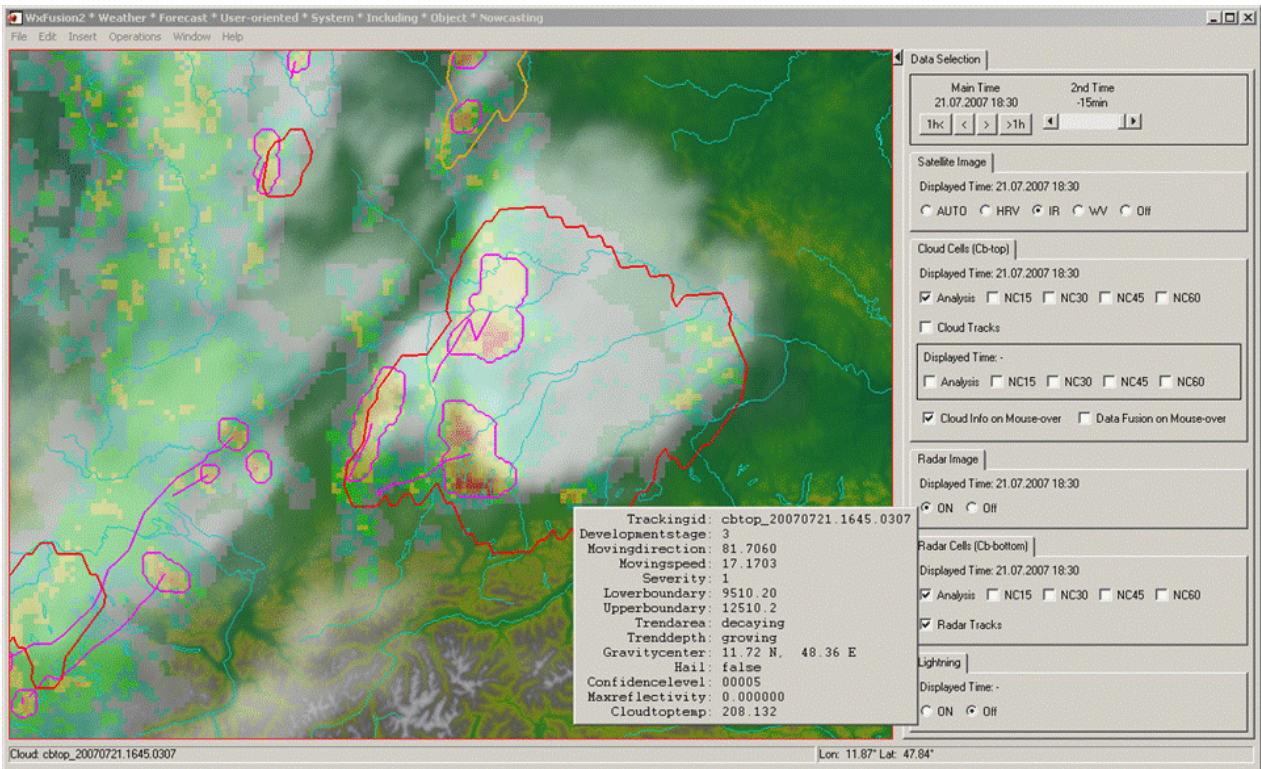 WxFusion2 * Weather * Forecast * User-oriented * System * Including * Object * Nowcasting
File Edit Insert Operations Window Help
Data Selection
Main Time 2nd Time
21.07.2007 18:30 -15min
1h< < > >1h
Satellite Image
Displayed Time: 21.07.2007 18:30
AUTO HRV IR WV Off
Cloud Cells (Cb-top)
Displayed Time: 21.07.2007 18:30
Analysis NC15 NC30 NC45 NC60
Cloud Tracks
Displayed Time: -
Analysis NC15 NC30 NC45 NC60
Cloud Info on Mouse-over Data Fusion on Mouse-over
Radar Image
Displayed Time: 21.07.2007 18:30
ON Off
Radar Cells (Cb-bottom)
Displayed Time: 21.07.2007 18:30
Analysis NC15 NC30 NC45 NC60
Radar Tracks
Lightning
Displayed Time: -
ON Off
Trackingid: cbtop_20070721.1645.0307
Developmentstage: 3
Movingdirection: 81.7060
Movingspeed: 17.1703
Severity: 1
Lowerboundary: 9510.20
Upperboundary: 12510.2
Trendarea: decaying
Trenddepth: growing
Gravitycenter: 11.72 N, 48.36 E
Hail: false
Confidencelevel: 00005
Maxreflectivity: 0.000000
Cloudtoptemp: 208.132
Cloud: cbtop_20070721.1645.0307
Lon: 11.87° Lat: 47.84°